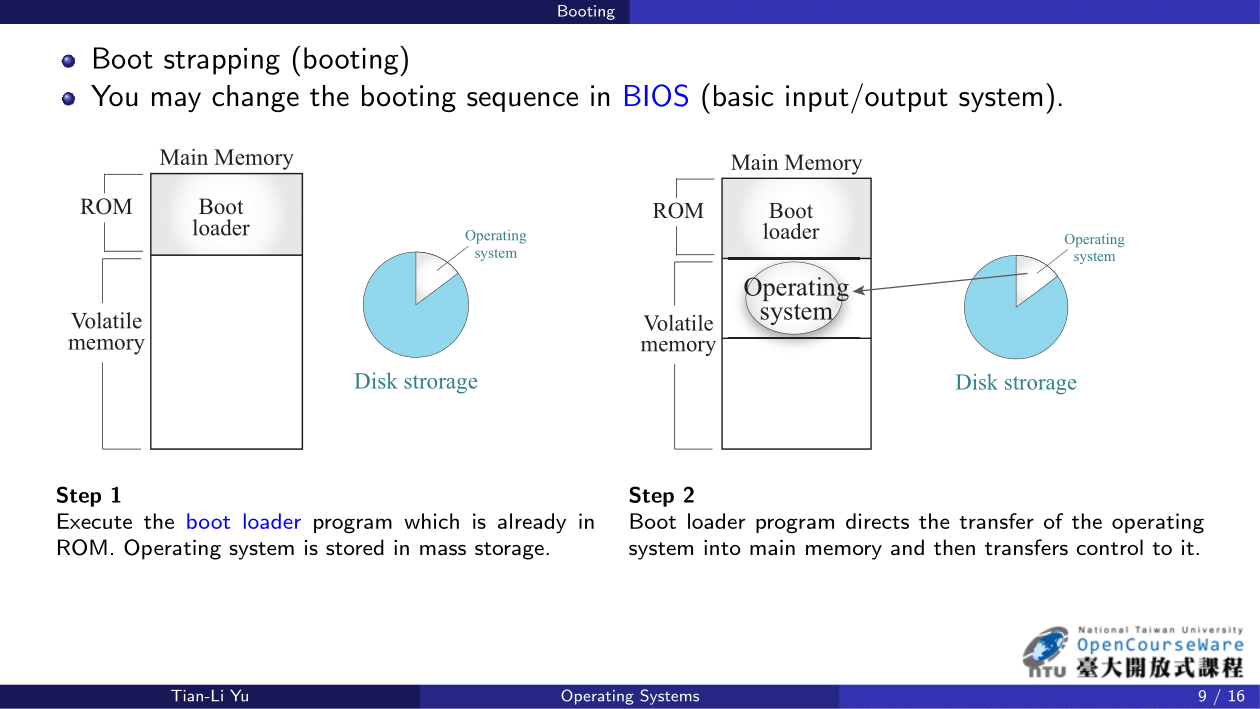 Booting
Boot strapping (booting)
You may change the booting sequence in BIOS (basic input/output system).
Main Memory
ROM
Boot
loader
Volatile
memory
Operating
system
Disk strorage
Main Memory
ROM
Boot
loader
Operating
system
Volatile
memory
Operating
system
Disk strorage
Step 1
Execute the boot loader program which is already in
ROM. Operating system is stored in mass storage.
Step 2
Boot loader program directs the transfer of the operating
system into main memory and then transfers control to it.
National Taiwan University
OpenCourseWare
NTU 臺大開放式課程
Tian-Li Yu
Operating Systems
9 / 16